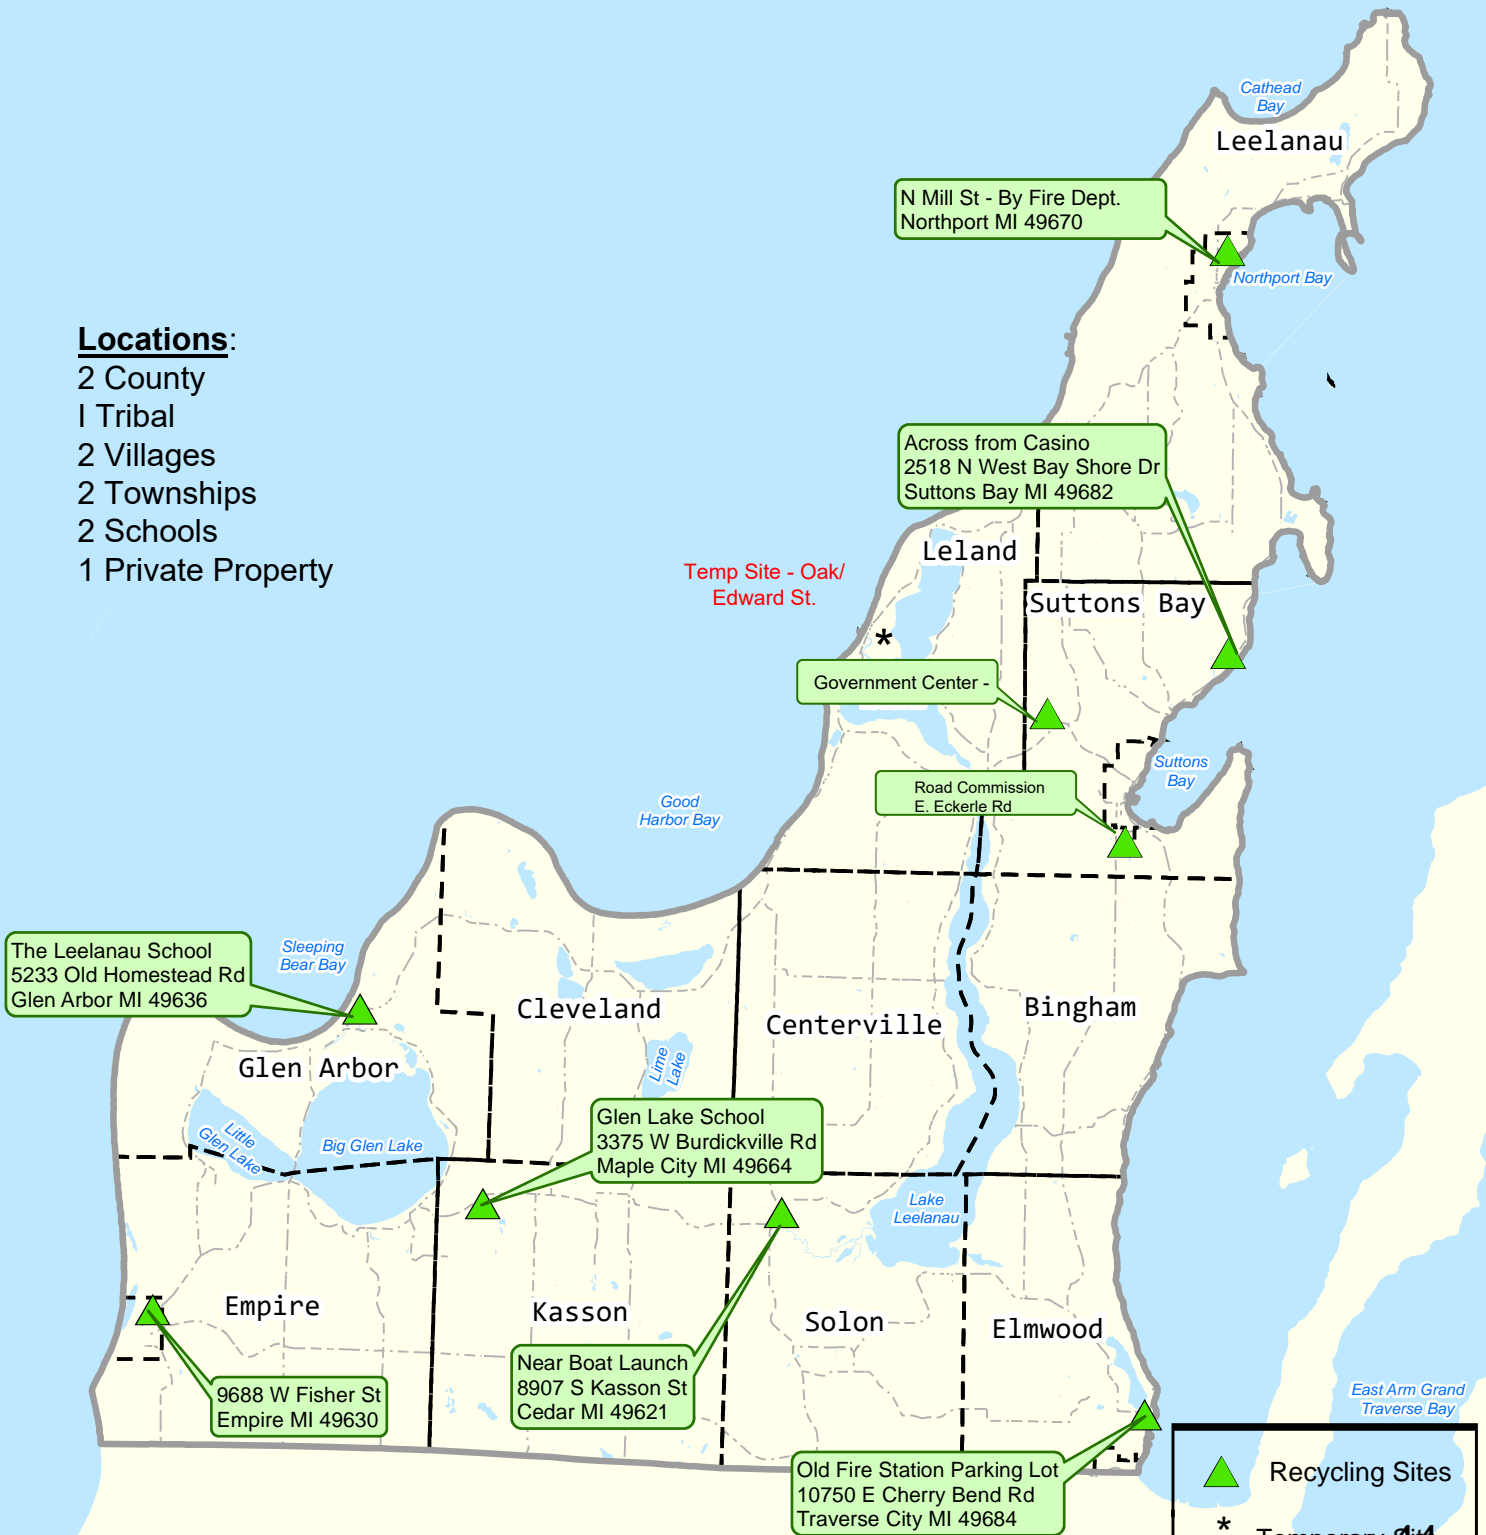 Cathead
Bay
Leelanau
N Mill St - By Fire Dept.
Northport MI 49670
Northport Bay
Locations:
2 County
I Tribal
2 Villages
2 Townships
2 Schools
1 Private Property
Across from Casino
2518 N West Bay Shore Dr
Suttons Bay MI 49682
Leland
Temp Site - Oak/
Edward St.
Suttons Bay
*
Government Center -
Suttons
Bay
Road Commission
E. Eckerle Rd
Good
Harbor Bay
The Leelanau School
5233 Old Homestead Rd
Glen Arbor MI 49636
Sleeping
Bear Bay
Cleveland
Centerville
Bingham
Glen Arbor
Lime
Lake
Little
Glen Lake
Big Glen Lake
Glen Lake School
3375 W Burdickville Rd
Maple City MI 49664
Lake
Leelanau
Empire
Kasson
Solon
Elmwood
Near Boat Launch
8907 S Kasson St
Cedar MI 49621
9688 W Fisher St
Empire MI 49630
East Arm Grand
Traverse Bay
Old Fire Station Parking Lot
10750 E Cherry Bend Rd
Traverse City MI 49684
Recycling Sites
* Temporary